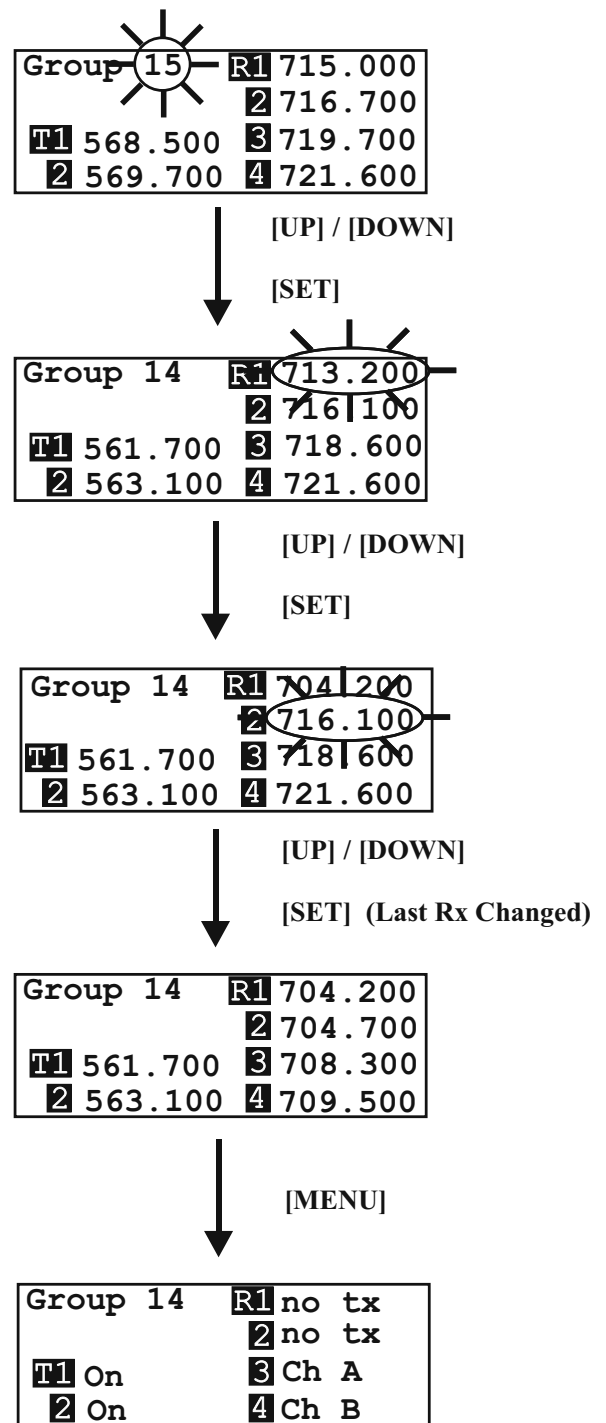 Group 15 R1 715.000
2 716.700
T1 568.500 3 719.700
2 569.700 4 721.600
[UP] / [DOWN]
[SET]
Group 14 R1 713.200
2 716.100
T1 561.700 3 718.600
2 563.100 4 721.600
[UP] / [DOWN]
[SET]
Group 14 R1 704.200
2 716.100
T1 561.700 3 718.600
2 563.100 4 721.600
[UP] / [DOWN]
[SET] (Last Rx Changed)
Group 14 R1 704.200
2 704.700
T1 561.700 3 708.300
2 563.100 4 709.500
[MENU]
Group 14 R1 no tx
2 no tx
T1 On 3 Ch A
2 On 4 Ch B